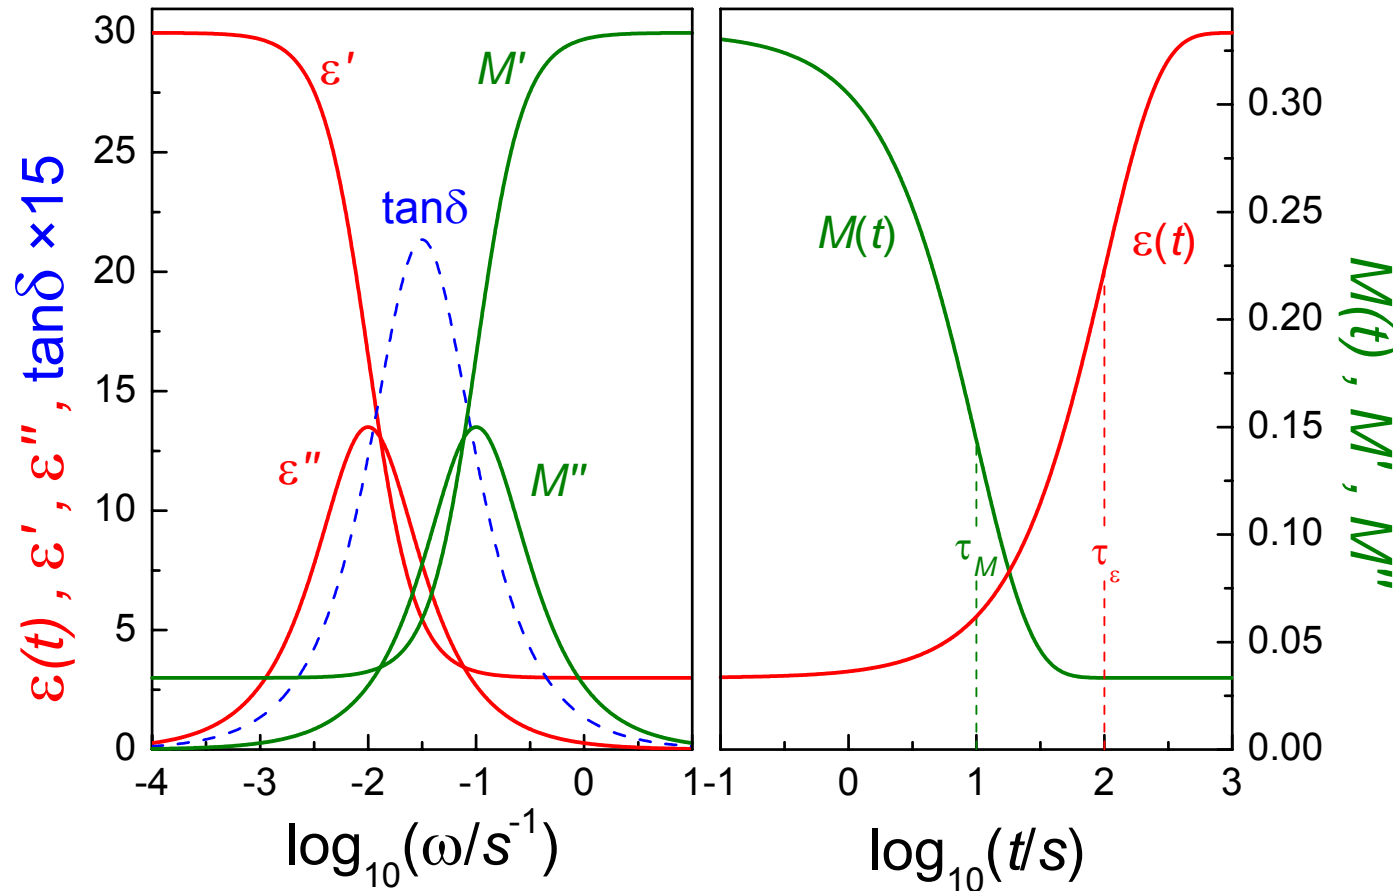 ε(t) , ε' , ε'' , tanδ ×15
30
25
20
15
10
5
0
ε'
M'
tanδ
ε''
M''
-4 -3 -2 -1 0 1
log₁₀(ω/s⁻¹)
M(t)
ε(t)
τ_M
τ_ε
-1 0 1 2 3
log₁₀(t/s)
0.30
0.25
0.20
0.15
0.10
0.05
0.00
M(t) , M' , M''